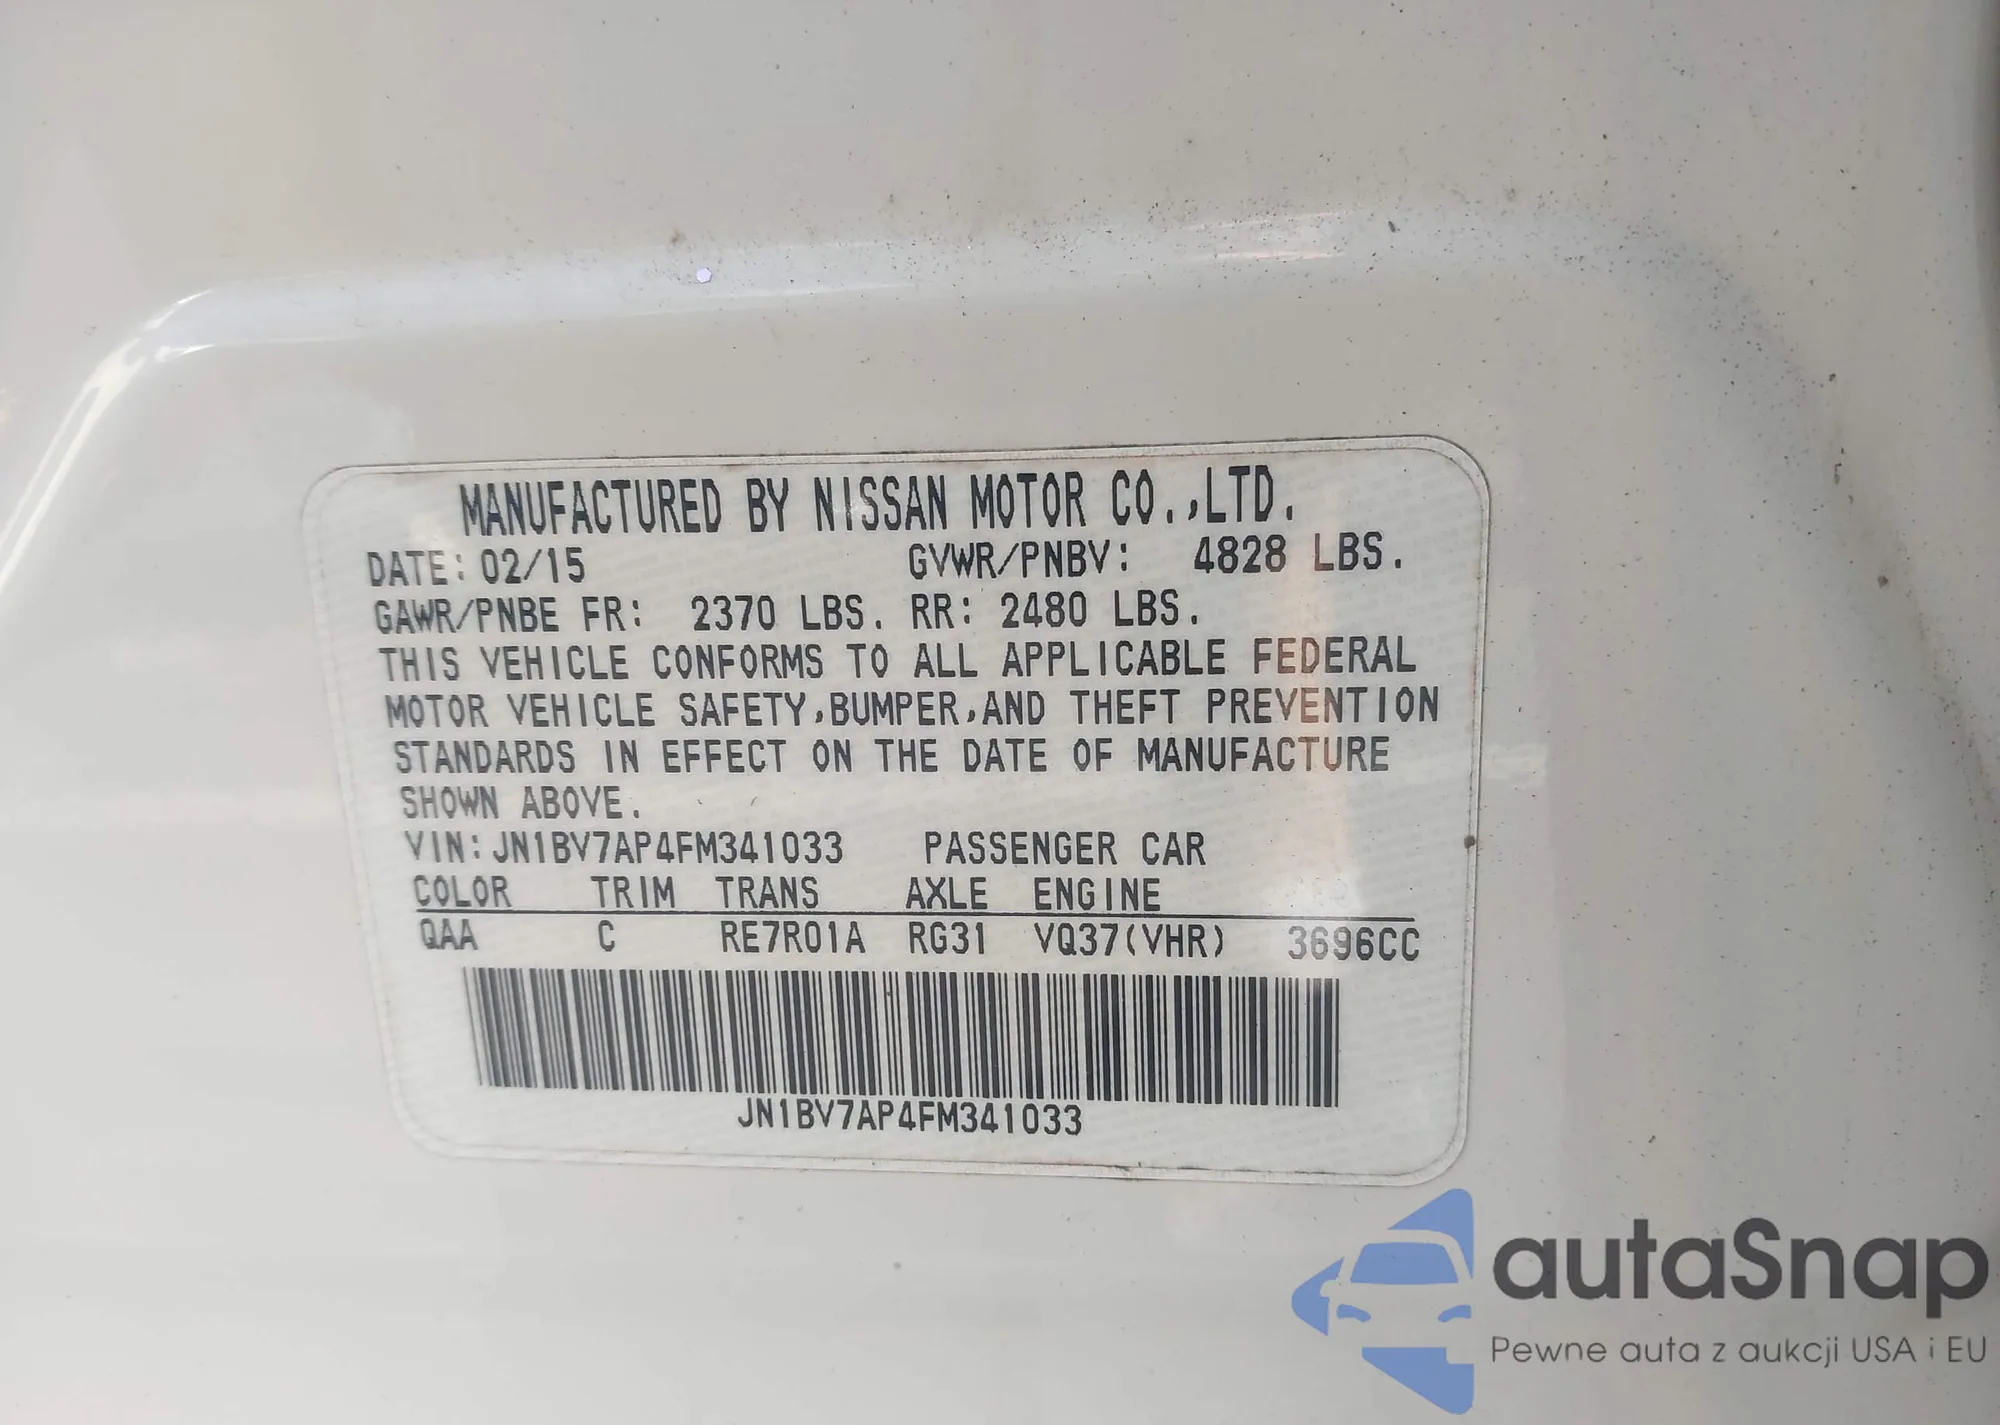 MANUFACTURED BY NISSAN MOTOR CO.,LTD.
DATE: 02/15 GVWR/PNBV: 4828 LBS.
GAWR/PNBE FR: 2370 LBS. RR: 2480 LBS.
THIS VEHICLE CONFORMS TO ALL APPLICABLE FEDERAL
MOTOR VEHICLE SAFETY,BUMPER,AND THEFT PREVENTION
STANDARDS IN EFFECT ON THE DATE OF MANUFACTURE
SHOWN ABOVE.
VIN:JN1BV7AP4FM341033 PASSENGER CAR
COLOR TRIM TRANS AXLE ENGINE
QAA C RE7R01A RG31 VQ37(VHR) 3696CC
JN1BV7AP4FM341033
autaSnap
Pewne auta z aukcji USA i EU